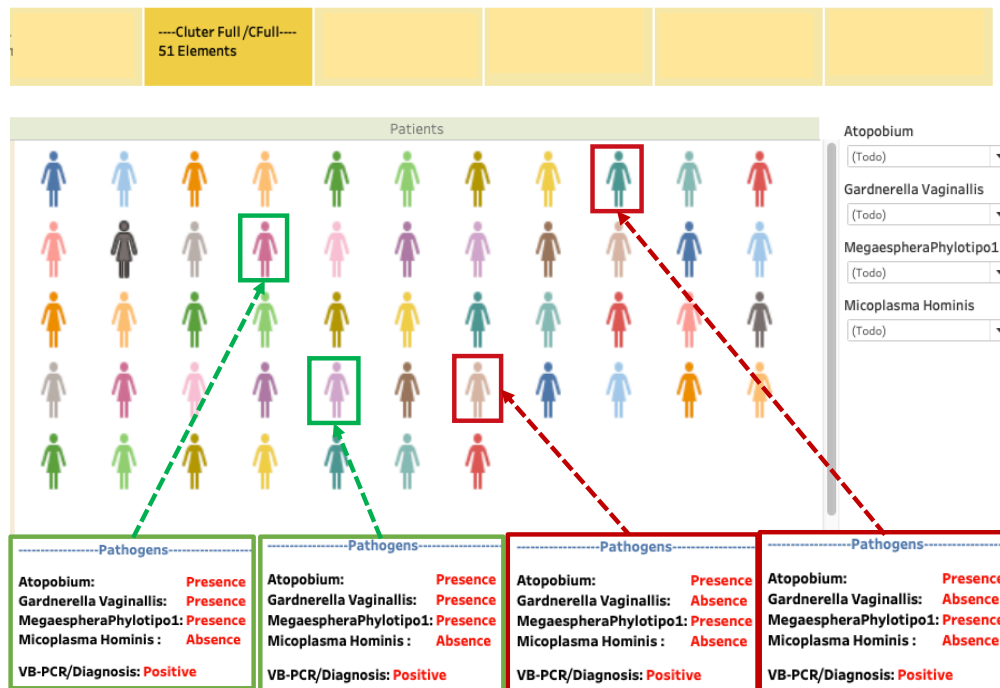 ----Cluter Full /CFull----
51 Elements
Patients
Atopobium
(Todo)
Gardnerella Vaginallis
(Todo)
MegaespheraPhylotipo1
(Todo)
Micoplasma Hominis
(Todo)
-----------------Pathogens-----------------
Atopobium: Presence
Gardnerella Vaginallis: Presence
MegaespheraPhylotipo1: Presence
Micoplasma Hominis : Absence
VB-PCR/Diagnosis: Positive
-----------------Pathogens-----------------
Atopobium: Presence
Gardnerella Vaginallis: Presence
MegaespheraPhylotipo1: Presence
Micoplasma Hominis : Absence
VB-PCR/Diagnosis: Positive
-----------------Pathogens-----------------
Atopobium: Presence
Gardnerella Vaginallis: Absence
MegaespheraPhylotipo1: Presence
Micoplasma Hominis : Absence
VB-PCR/Diagnosis: Positive
-----------------Pathogens-----------------
Atopobium: Presence
Gardnerella Vaginallis: Absence
MegaespheraPhylotipo1: Presence
Micoplasma Hominis : Absence
VB-PCR/Diagnosis: Positive